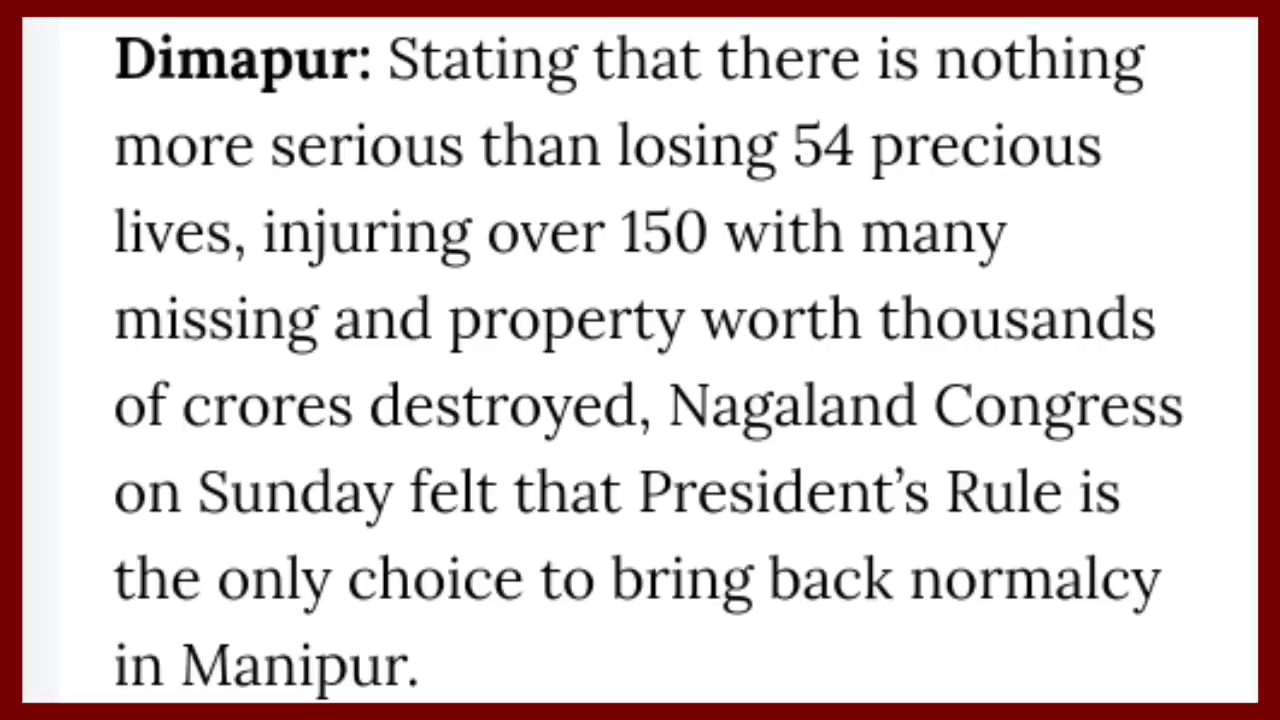 Dimapur: Stating that there is nothing
more serious than losing 54 precious
lives, injuring over 150 with many
missing and property worth thousands
of crores destroyed, Nagaland Congress
on Sunday felt that President’s Rule is
the only choice to bring back normalcy
in Manipur.